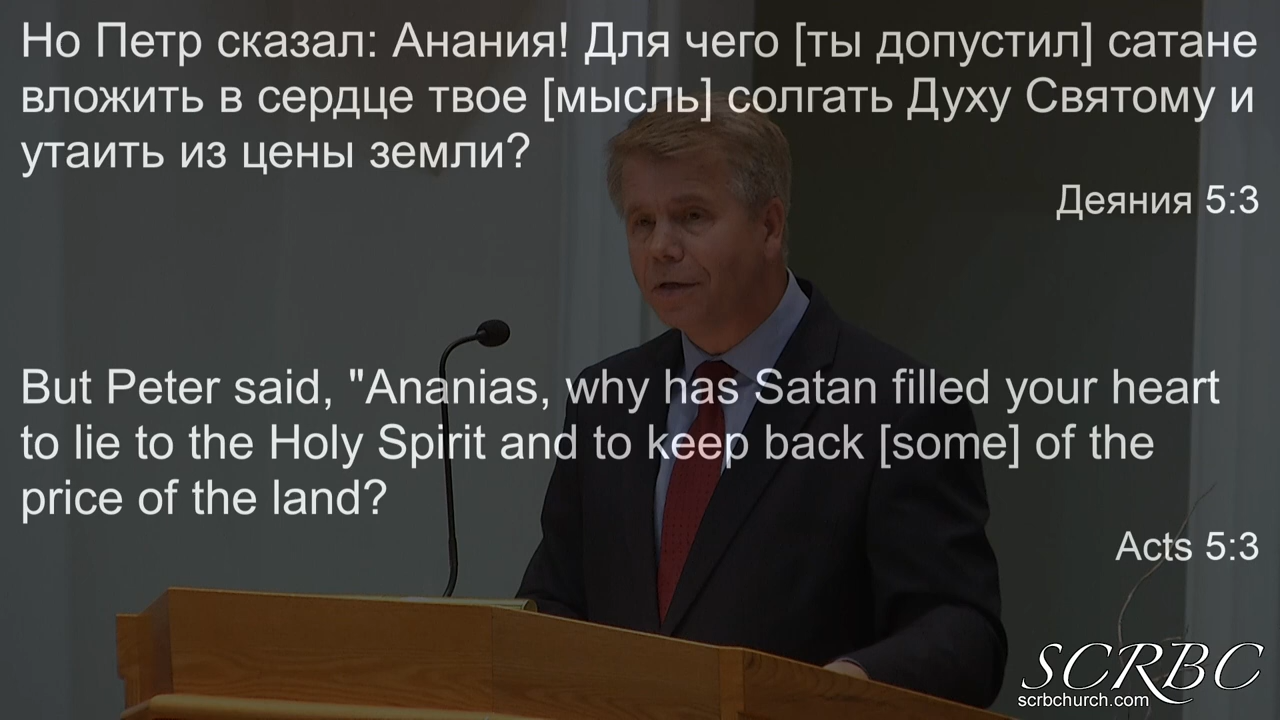 Но Петр сказал: Анания! Для чего [ты допустил] сатане
вложить в сердце твое [мысль] солгать Духу Святому и
утаить из цены земли?
Деяния 5:3
But Peter said, "Ananias, why has Satan filled your heart
to lie to the Holy Spirit and to keep back [some] of the
price of the land?
Acts 5:3
SCRBC
scrbchurch.com